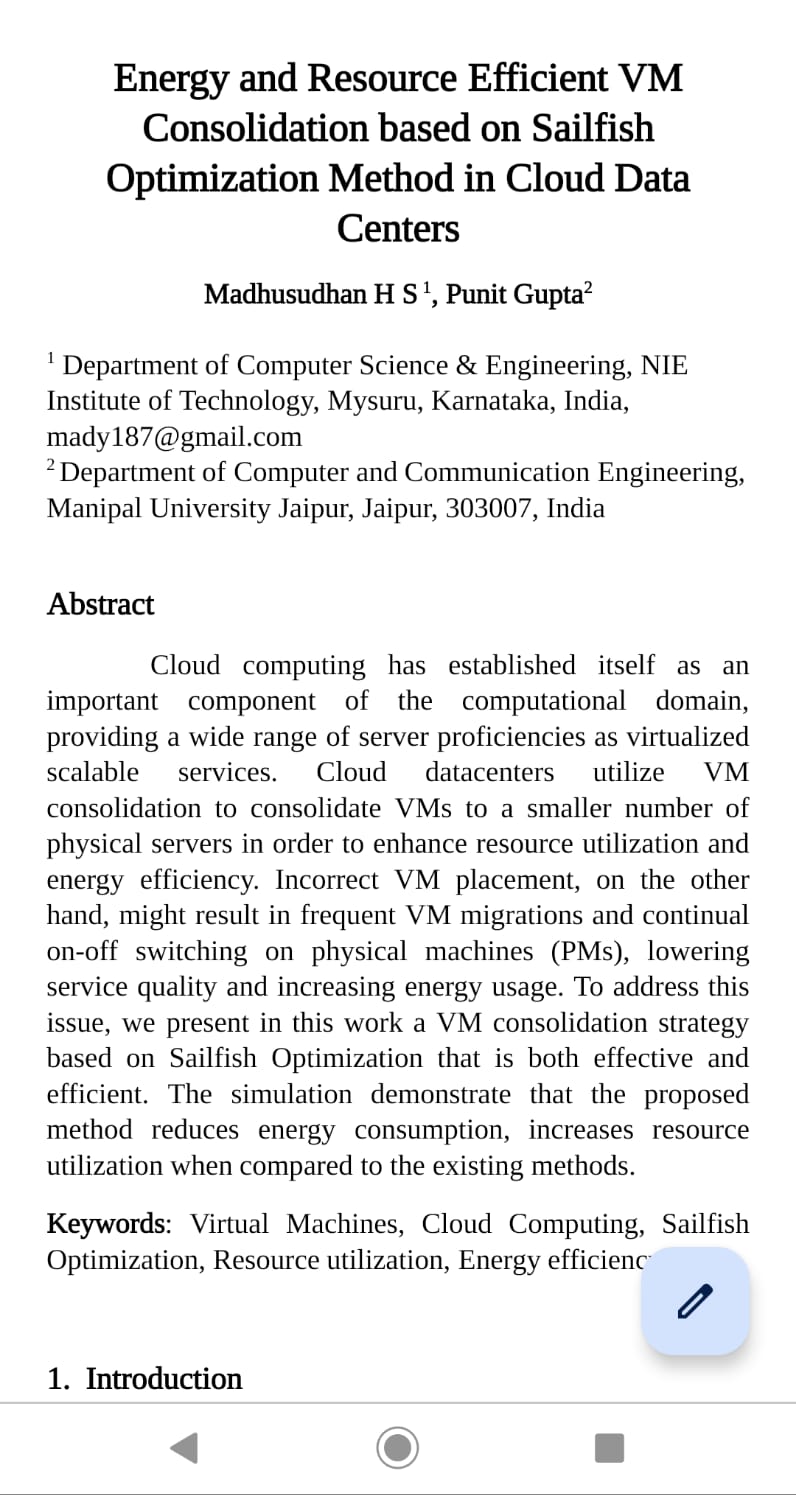 Energy and Resource Efficient VM
Consolidation based on Sailfish
Optimization Method in Cloud Data
Centers
Madhusudhan H S 1, Punit Gupta2
1 Department of Computer Science & Engineering, NIE
Institute of Technology, Mysuru, Karnataka, India,
mady187@gmail.com
2 Department of Computer and Communication Engineering,
Manipal University Jaipur, Jaipur, 303007, India
Abstract
Cloud computing has established itself as an
important component of the computational domain,
providing a wide range of server proficiencies as virtualized
scalable services. Cloud datacenters utilize VM
consolidation to consolidate VMs to a smaller number of
physical servers in order to enhance resource utilization and
energy efficiency. Incorrect VM placement, on the other
hand, might result in frequent VM migrations and continual
on-off switching on physical machines (PMs), lowering
service quality and increasing energy usage. To address this
issue, we present in this work a VM consolidation strategy
based on Sailfish Optimization that is both effective and
efficient. The simulation demonstrate that the proposed
method reduces energy consumption, increases resource
utilization when compared to the existing methods.
Keywords: Virtual Machines, Cloud Computing, Sailfish
Optimization, Resource utilization, Energy efficiency
1. Introduction